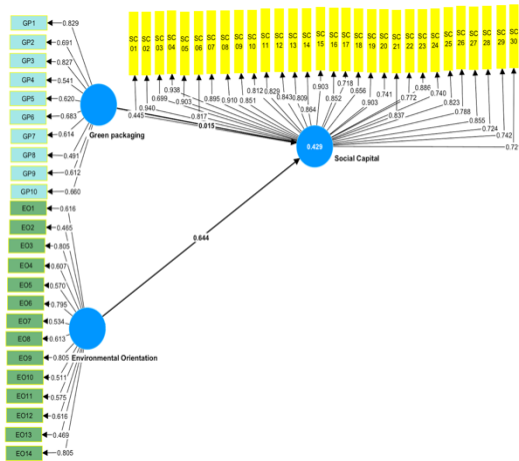 GP1
0.829
GP2
0.691
GP3
0.827
GP4
0.541
GP5
0.620
GP6
0.683
GP7
0.614
GP8
0.491
GP9
0.612
GP10
0.660
Green packaging
EO1
0.616
EO2
0.465
EO3
0.805
EO4
0.607
EO5
0.570
EO6
0.795
EO7
0.534
EO8
0.613
EO9
0.805
EO10
0.511
EO11
0.575
EO12
0.616
EO13
0.469
EO14
0.805
Environmental Orientation
SC 01
SC 02
SC 03
SC 04
SC 05
SC 06
SC 07
SC 08
SC 09
SC 10
SC 11
SC 12
SC 13
SC 14
SC 15
SC 16
SC 17
SC 18
SC 19
SC 20
SC 21
SC 22
SC 23
SC 24
SC 25
SC 26
SC 27
SC 28
SC 29
SC 30
0.445
0.940
0.699
0.938
0.903
0.817
0.895
0.910
0.851
0.812
0.829
0.843
0.809
0.864
0.903
0.852
0.718
0.656
0.903
0.741
0.837
0.772
0.886
0.740
0.823
0.788
0.855
0.724
0.742
0.72
0.015
0.644
0.429
Social Capital